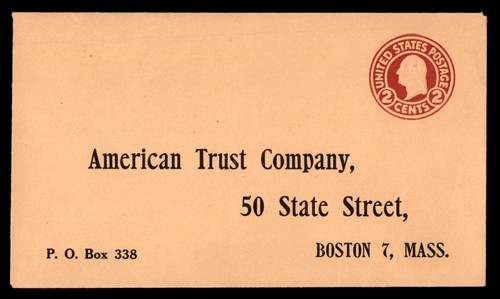 UNITED STATES POSTAGE
2 CENTS 2
American Trust Company,
50 State Street,
P. O. Box 338
BOSTON 7, MASS.